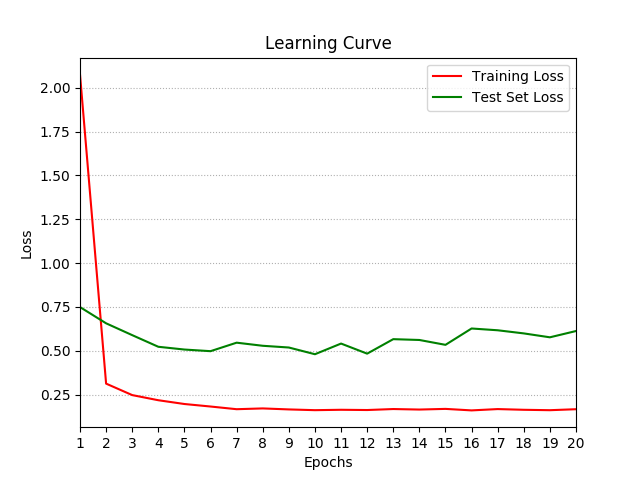 Learning Curve
Training Loss
Test Set Loss
2.00
1.75
1.50
1.25
1.00
0.75
0.50
0.25
Loss
1 2 3 4 5 6 7 8 9 10 11 12 13 14 15 16 17 18 19 20
Epochs